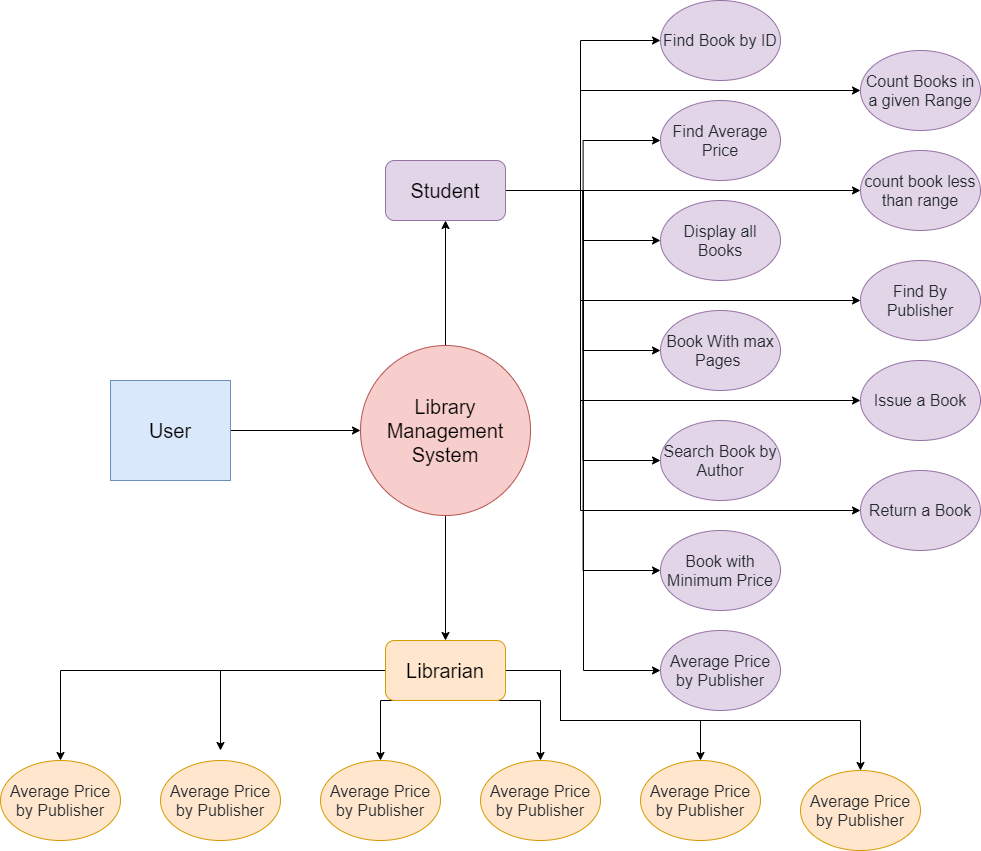 Find Book by ID
Count Books in
a given Range
Find Average
Price
Student
count book less
than range
Display all
Books
Find By
Publisher
Book With max
Pages
User
Library
Management
System
Issue a Book
Search Book by
Author
Return a Book
Book with
Minimum Price
Librarian
Average Price
by Publisher
Average Price
by Publisher
Average Price
by Publisher
Average Price
by Publisher
Average Price
by Publisher
Average Price
by Publisher
Average Price
by Publisher